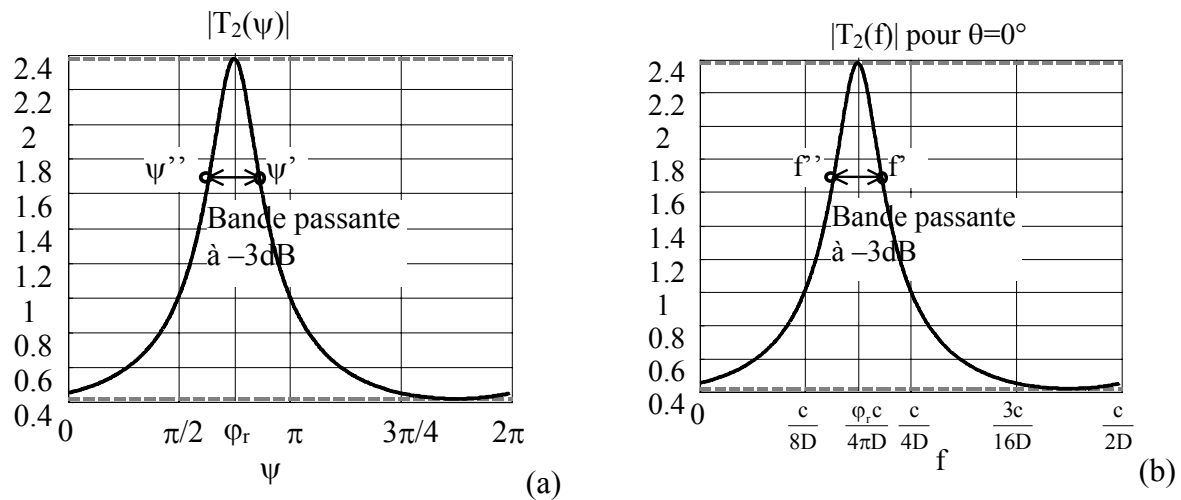 |T₂(ψ)|
2.4
2.2
2
1.8
1.6
1.4
1.2
1
0.8
0.6
0.4
ψ’’
ψ’
Bande passante
à –3dB
0
π/2
φr
π
3π/4
2π
ψ
(a)
|T₂(f)| pour θ=0°
2.4
2.2
2
1.8
1.6
1.4
1.2
1
0.8
0.6
0.4
f’’
f’
Bande passante
à –3dB
0
c/8D
φrc/4πD
c/4D
3c/16D
c/2D
f
(b)